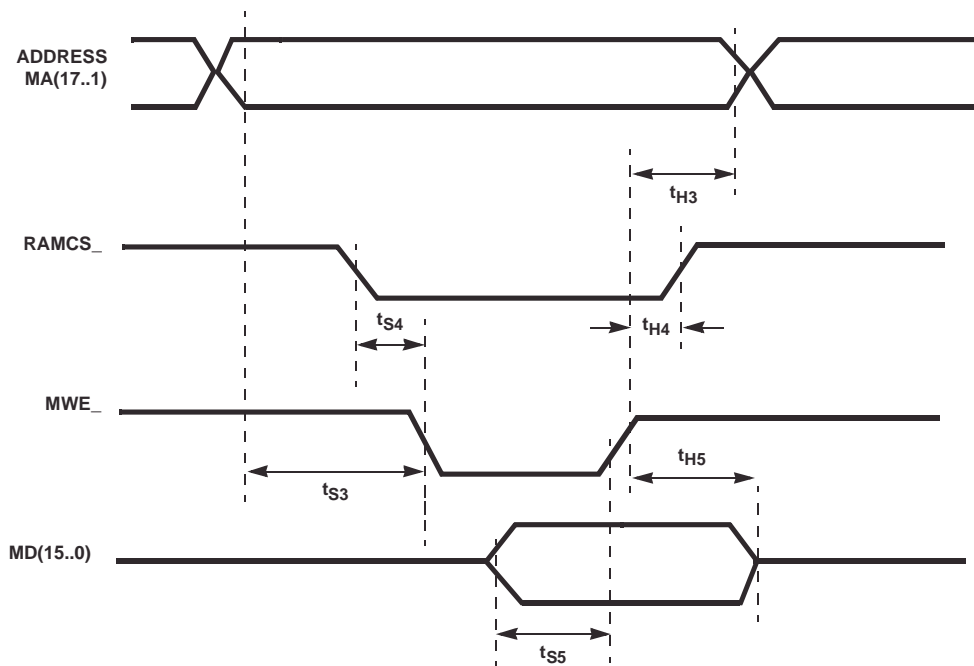 ADDRESS
MA(17..1)
tH3
RAMCS_
tS4
tH4
MWE_
tH5
tS3
MD(15..0)
tS5